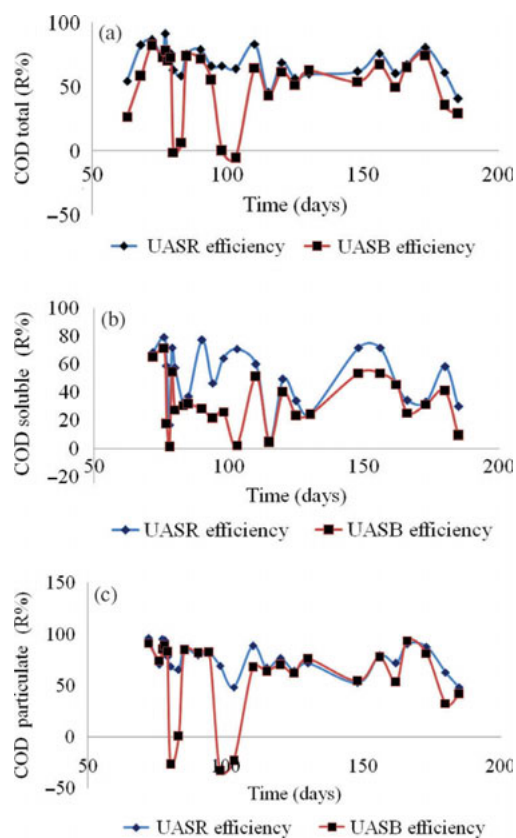 (a)
COD total (R%)
100
50
0
−50
50
100
150
200
Time (days)
UASR efficiency
UASB efficiency
(b)
COD soluble (R%)
100
80
60
40
20
0
−20
50
100
150
200
Time (days)
UASR efficiency
UASB efficiency
(c)
COD particulate (R%)
150
100
50
0
−50
50
100
150
200
Time (days)
UASR efficiency
UASB efficiency